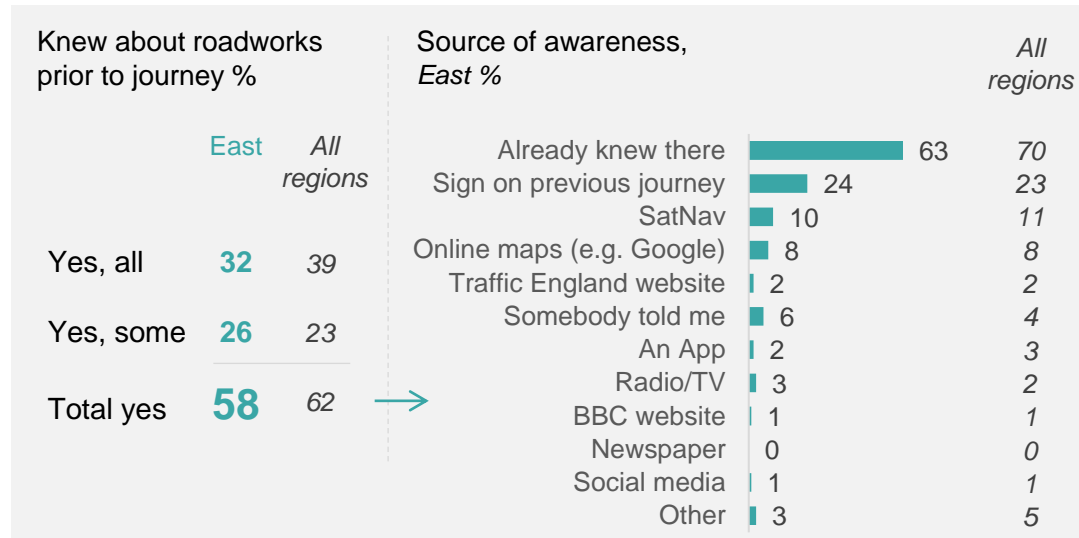 Knew about roadworks
prior to journey %
East All
regions
Yes, all 32 39
Yes, some 26 23
Total yes 58 62
Source of awareness,
East %
All
regions
Already knew there 63 70
Sign on previous journey 24 23
SatNav 10 11
Online maps (e.g. Google) 8 8
Traffic England website 2 2
Somebody told me 6 4
An App 2 3
Radio/TV 3 2
BBC website 1 1
Newspaper 0 0
Social media 1 1
Other 3 5